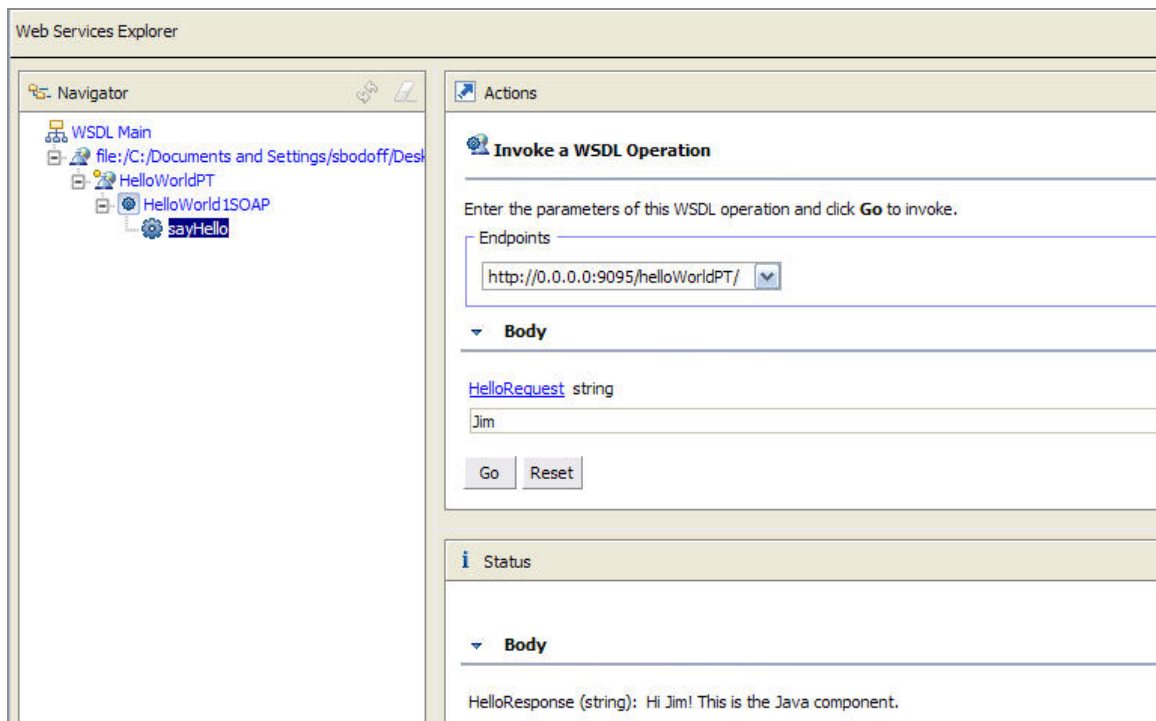 Web Services Explorer
Navigator
WSDL Main
file:/C:/Documents and Settings/sbodoff/Desk
HelloWorldPT
HelloWorld1SOAP
sayHello
Actions
Invoke a WSDL Operation
Enter the parameters of this WSDL operation and click Go to invoke.
Endpoints
http://0.0.0.0:9095/helloWorldPT/
Body
HelloRequest string
Jim
Go Reset
i Status
Body
HelloResponse (string): Hi Jim! This is the Java component.